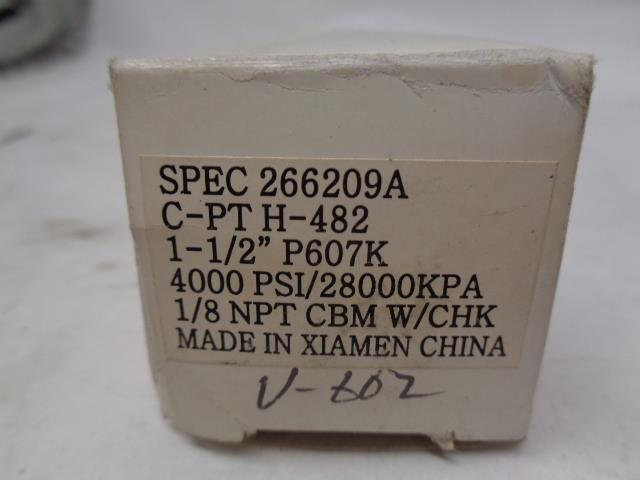 SPEC 266209A
C-PT H-482
1-1/2” P607K
4000 PSI/28000KPA
1/8 NPT CBM W/CHK
MADE IN XIAMEN CHINA
V-602